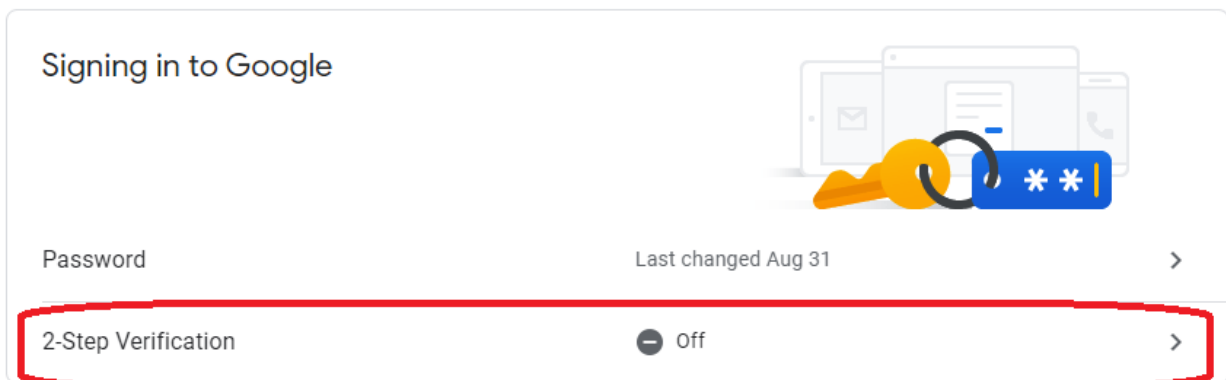 Signing in to Google
**
Password Last changed Aug 31
2-Step Verification Off